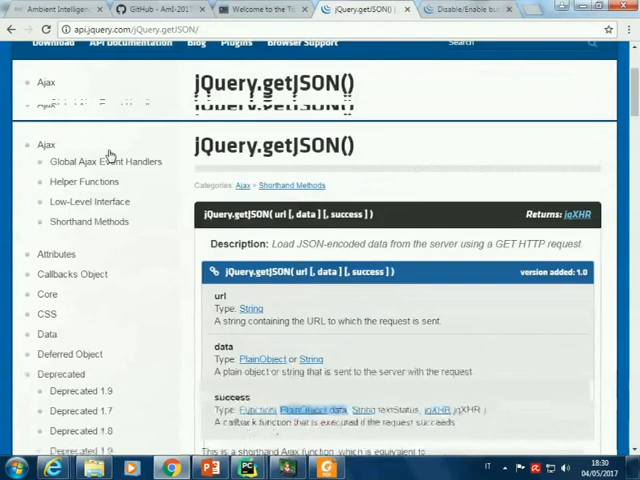 Ambient Intelligenc
GitHub - AmI-2017
Welcome to the To
jQuery.getJSON() |
Disable/Enable bu
api.jquery.com/jQuery.getJSON/
Download
API Documentation
Blog
Plugins
Browser Support
Search
Ajax
jQuery.getJSON()
Ajax
Global Ajax Event Handlers
Helper Functions
Low-Level Interface
Shorthand Methods
Attributes
Callbacks Object
Core
CSS
Data
Deferred Object
Deprecated
Deprecated 1.9
Deprecated 1.7
Deprecated 1.8
Deprecated 1.9
jQuery.getJSON()
Categories: Ajax > Shorthand Methods
jQuery.getJSON( url [, data ] [, success ] )
Returns: jqXHR
Description: Load JSON-encoded data from the server using a GET HTTP request
jQuery.getJSON( url [, data ] [, success ] )
version added: 1.0
url
Type: String
A string containing the URL to which the request is sent.
data
Type: PlainObject or String
A plain object or string that is sent to the server with the request
success
Type: Function( PlainObject data, String textStatus, jqXHR jqXHR )
A callback function that is executed if the request succeeds
This is a shorthand Ajax function, which is equivalent to
IT
18:30
04/05/2017